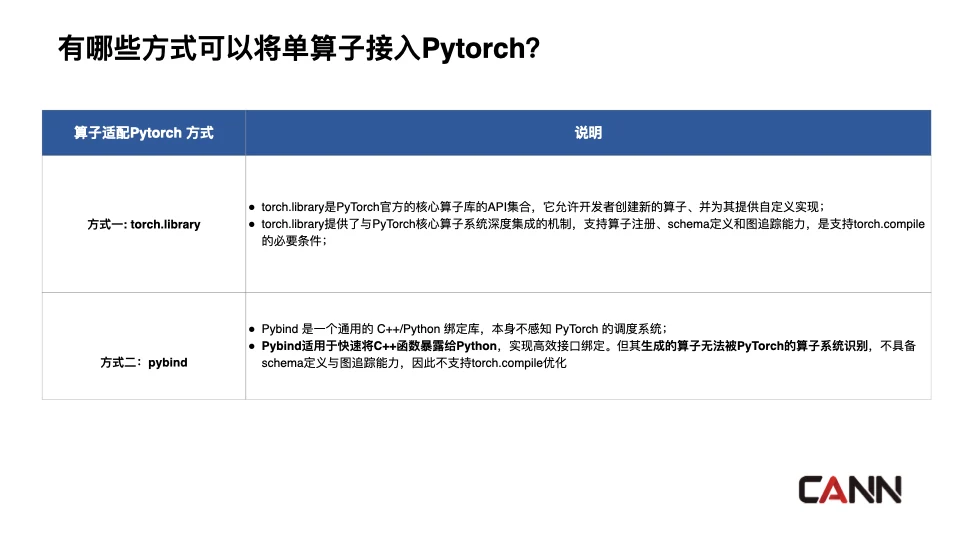 有哪些方式可以将单算子接入Pytorch?
算子适配Pytorch 方式
说明
方式一: torch.library
● torch.library是PyTorch官方的核心算子库的API集合，它允许开发者创建新的算子、并为其提供自定义实现；
● torch.library提供了与PyTorch核心算子系统深度集成的机制，支持算子注册、schema定义和图追踪能力，是支持torch.compile
的必要条件；
方式二：pybind
● Pybind 是一个通用的 C++/Python 绑定库，本身不感知 PyTorch 的调度系统；
● Pybind适用于快速将C++函数暴露给Python，实现高效接口绑定。但其生成的算子无法被PyTorch的算子系统识别，不具备
schema定义与图追踪能力，因此不支持torch.compile优化
CANN